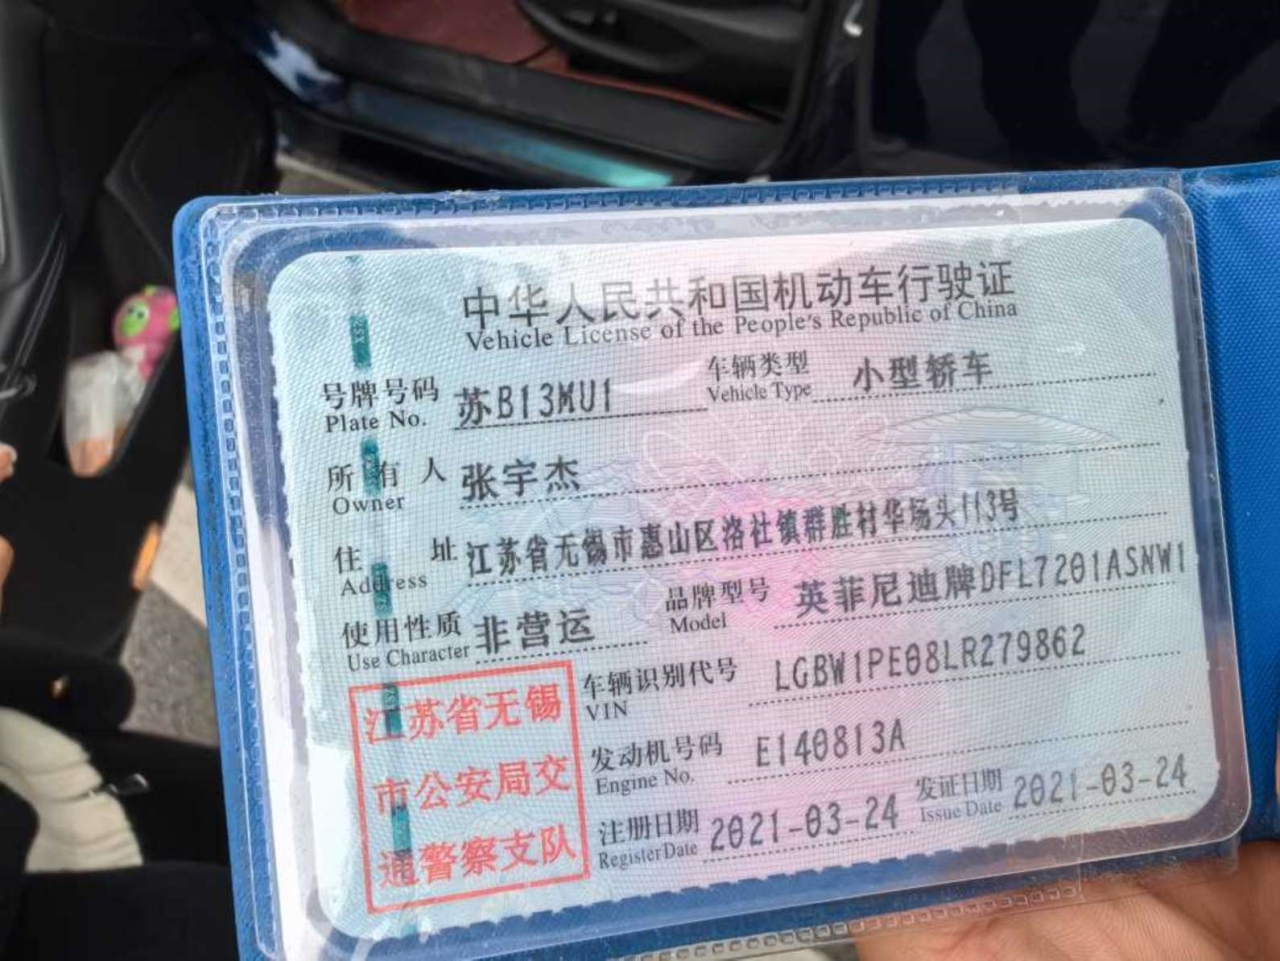 中华人民共和国机动车行驶证
Vehicle License of the People's Republic of China
号牌号码 苏B13MU1 车辆类型 小型轿车
Plate No. Vehicle Type
所有人 张宇杰
Owner
住址 江苏省无锡市惠山区洛社镇群胜村华杨头113号
Address
使用性质 非营运 品牌型号 英菲尼迪牌DFL7201ASNW1
Use Character Model
江苏省无锡
市公安局交
通警察支队
车辆识别代号 LGBW1PE08LR279862
VIN
发动机号码 E140813A
Engine No.
注册日期 2021-03-24 发证日期 2021-03-24
Register Date Issue Date